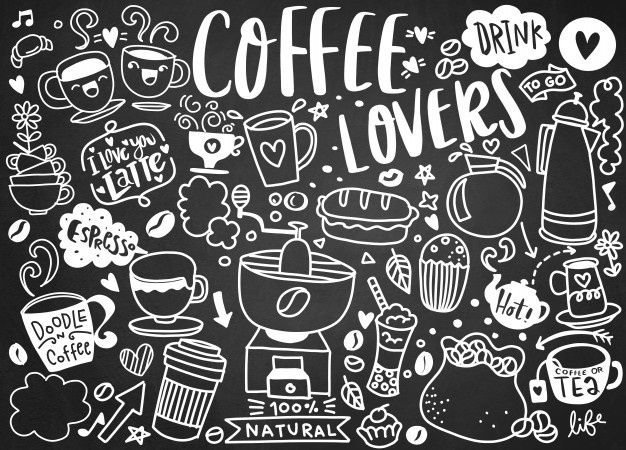 COFFEE
LOVERS
DRINK
TO GO
I love you
Latte
ESPRESSO
Hot!
DOODLE
N
Coffee
COFFEE OR
TEA
life
100%
NATURAL